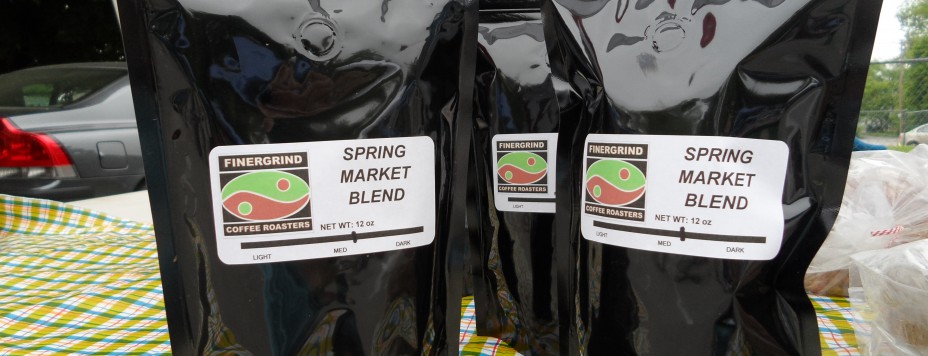 FINERGRIND
COFFEE ROASTERS
SPRING
MARKET
BLEND
NET WT: 12 oz
LIGHT MED DARK
FINERGRIND
COFFEE ROASTERS
LIGHT
FINERGRIND
COFFEE ROASTERS
SPRING
MARKET
BLEND
NET WT: 12 oz
LIGHT MED DARK